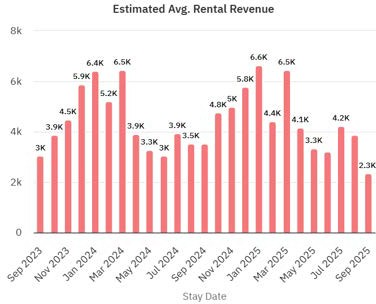 Estimated Avg. Rental Revenue
8k
6k
4k
2k
0
3K
3.9K
4.5K
5.9K
6.4K
5.2K
6.5K
3.9K
3.3K
3K
3.9K
3.5K
4.8K
5K
5.8K
6.6K
4.4K
6.5K
4.1K
3.3K
4.2K
2.3K
Sep 2023
Nov 2023
Jan 2024
Mar 2024
May 2024
Jul 2024
Sep 2024
Nov 2024
Jan 2025
Mar 2025
May 2025
Jul 2025
Sep 2025
Stay Date